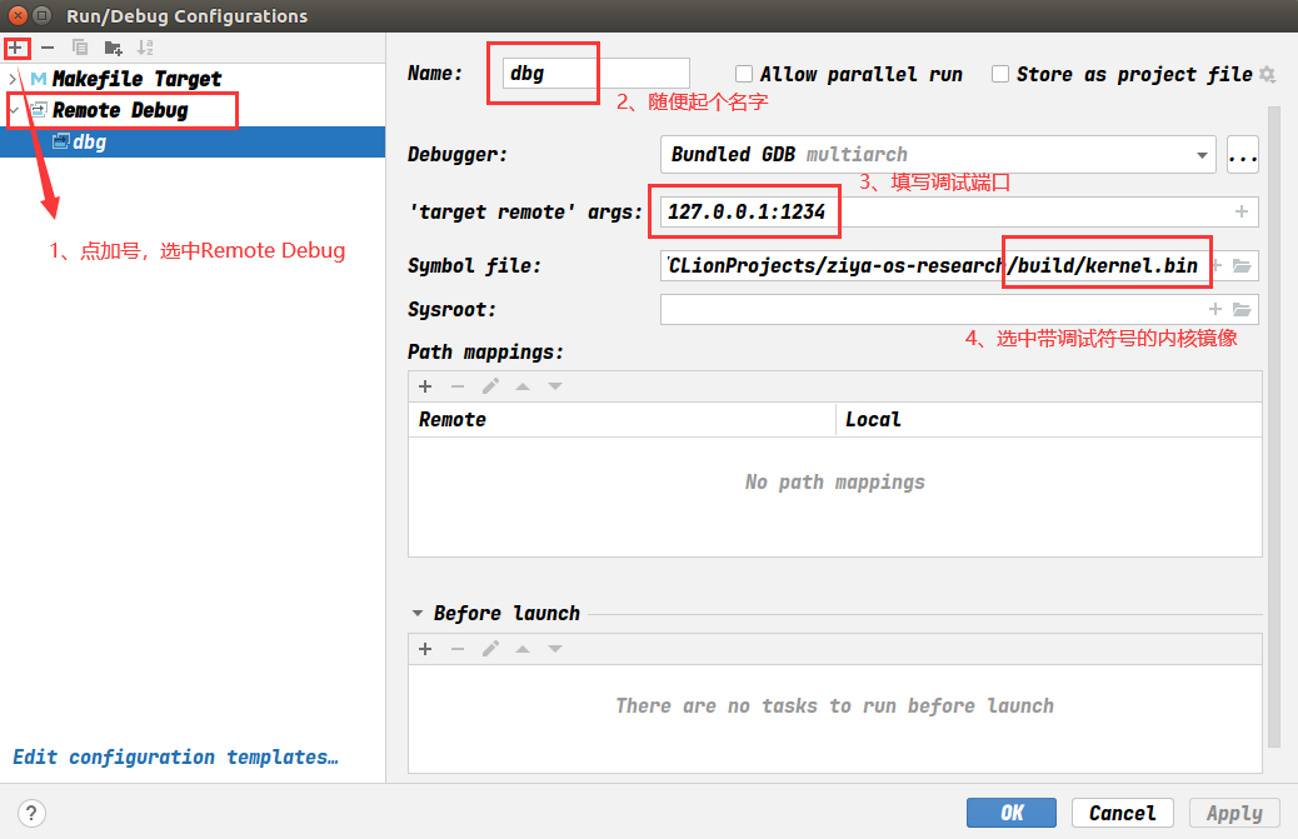 Run/Debug Configurations
Makefile Target
Remote Debug
dbg
1、点加号，选中Remote Debug
Edit configuration templates…
Name: dbg
Allow parallel run
Store as project file
2、随便起个名字
Debugger: Bundled GDB multiarch
...
3、填写调试端口
'target remote' args: 127.0.0.1:1234
Symbol file: CLionProjects/ziya-os-research/build/kernel.bin
Sysroot:
4、选中带调试符号的内核镜像
Path mappings:
Remote Local
No path mappings
Before launch
There are no tasks to run before launch
?
OK Cancel Apply